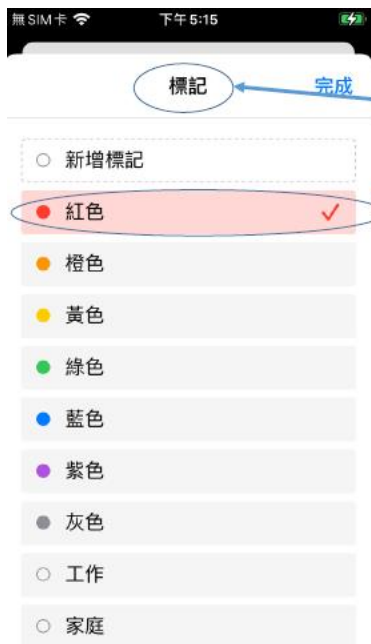 無SIM卡 下午5:15
標記 完成
新增標記
紅色
橙色
黃色
綠色
藍色
紫色
灰色
工作
家庭